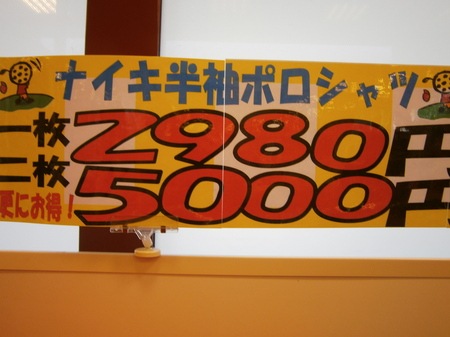 ナイキ半袖ポロシャツ
一枚2980円
二枚5000円
更にお得！